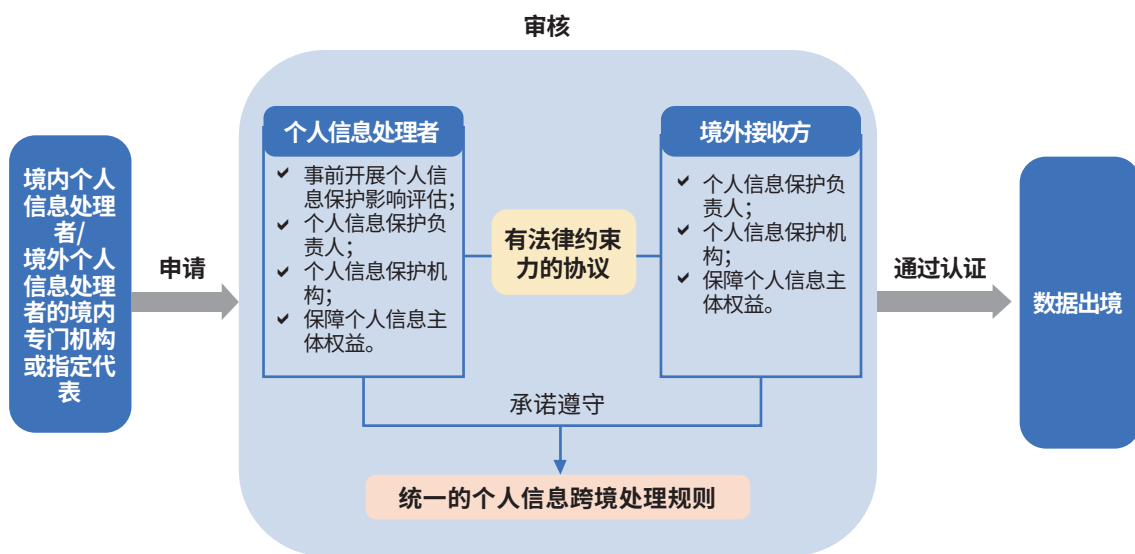 审核
境内个人
信息处理
者/
境外个人
信息处理
者的境内
专门机构
或指定代
表
申请
个人信息处理者
事前开展个人信
息保护影响评估；
个人信息保护负
责人；
个人信息保护机
构；
保障个人信息主
体权益。
有法律约束
力的协议
境外接收方
个人信息保护负
责人；
个人信息保护机
构；
保障个人信息主
体权益。
承诺遵守
统一的个人信息跨境处理规则
通过认证
数据出境